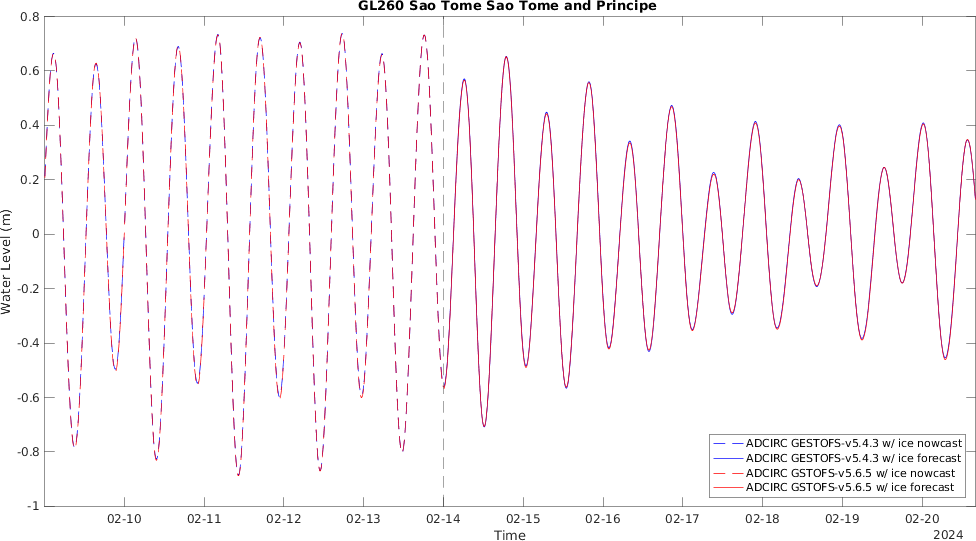 GL260 Sao Tome Sao Tome and Principe
0.8
0.6
0.4
0.2
0
-0.2
-0.4
-0.6
-0.8
-1
Water Level (m)
ADCIRC GESTOFS-v5.4.3 w/ ice nowcast
ADCIRC GESTOFS-v5.4.3 w/ ice forecast
ADCIRC GSTOFS-v5.6.5 w/ ice nowcast
ADCIRC GSTOFS-v5.6.5 w/ ice forecast
02-10 02-11 02-12 02-13 02-14 02-15 02-16 02-17 02-18 02-19 02-20
Time
2024